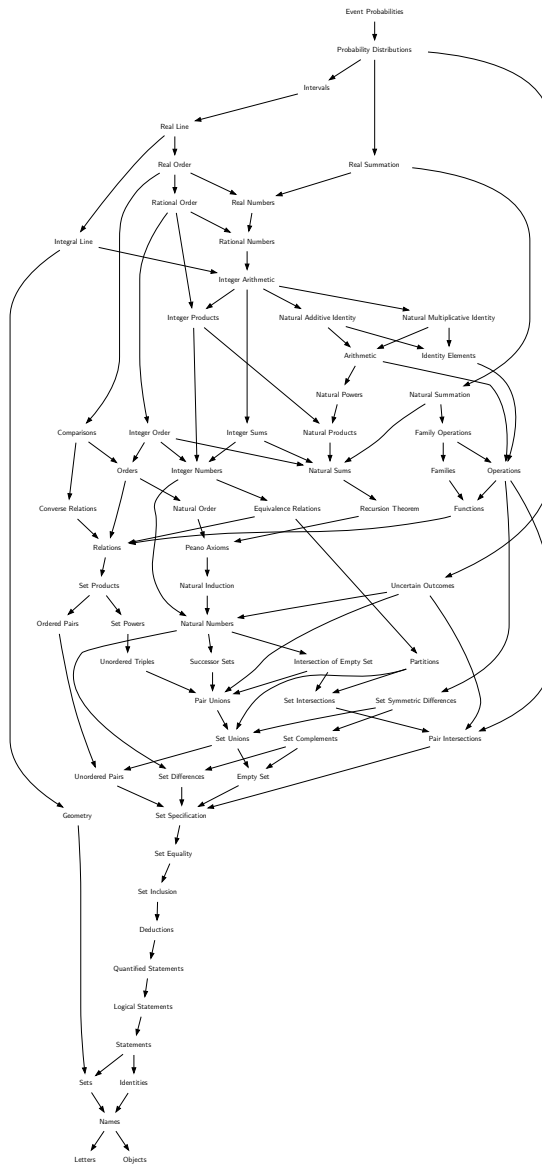 Event Probabilities
Probability Distributions
Intervals
Real Line
Real Order
Real Summation
Rational Order
Real Numbers
Integral Line
Rational Numbers
Integer Arithmetic
Integer Products
Natural Additive Identity
Natural Multiplicative Identity
Arithmetic
Identity Elements
Natural Powers
Natural Summation
Comparisons
Integer Order
Integer Sums
Natural Products
Family Operations
Orders
Integer Numbers
Natural Sums
Families
Operations
Converse Relations
Natural Order
Equivalence Relations
Recursion Theorem
Functions
Relations
Peano Axioms
Set Products
Natural Induction
Uncertain Outcomes
Ordered Pairs
Set Powers
Natural Numbers
Unordered Triples
Successor Sets
Intersection of Empty Set
Partitions
Pair Unions
Set Intersections
Set Symmetric Differences
Set Unions
Set Complements
Pair Intersections
Unordered Pairs
Set Differences
Empty Set
Geometry
Set Specification
Set Equality
Set Inclusion
Deductions
Quantified Statements
Logical Statements
Statements
Sets
Identities
Names
Letters
Objects